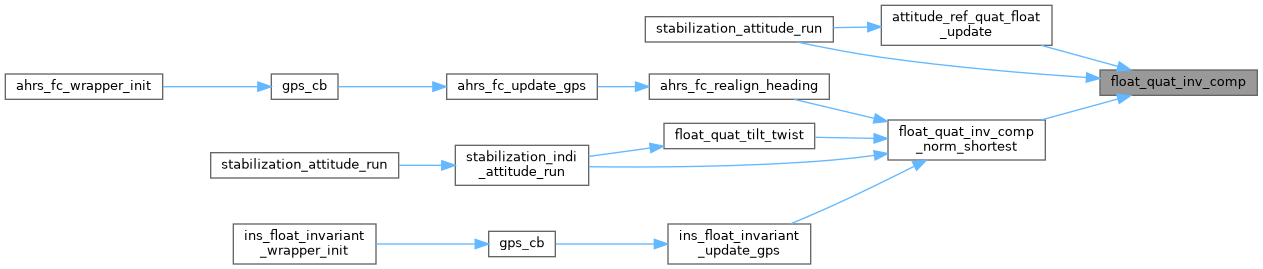 attitude_ref_quat_float
_update
stabilization_attitude_run
float_quat_inv_comp
ahrs_fc_wrapper_init
gps_cb
ahrs_fc_update_gps
ahrs_fc_realign_heading
float_quat_inv_comp
_norm_shortest
float_quat_tilt_twist
stabilization_attitude_run
stabilization_indi
_attitude_run
ins_float_invariant
_wrapper_init
gps_cb
ins_float_invariant
_update_gps